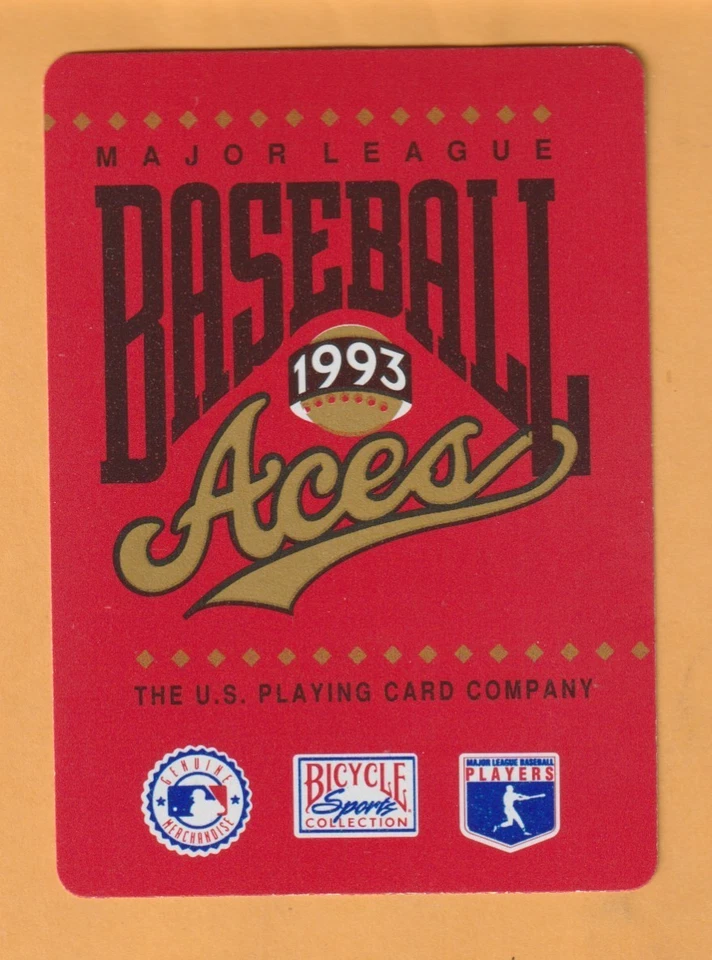 MAJOR LEAGUE
BASEBALL
1993
Aces
THE U.S. PLAYING CARD COMPANY
GENUINE
MERCHANDISE
BICYCLE
Sports
COLLECTION
MAJOR LEAGUE BASEBALL
PLAYERS